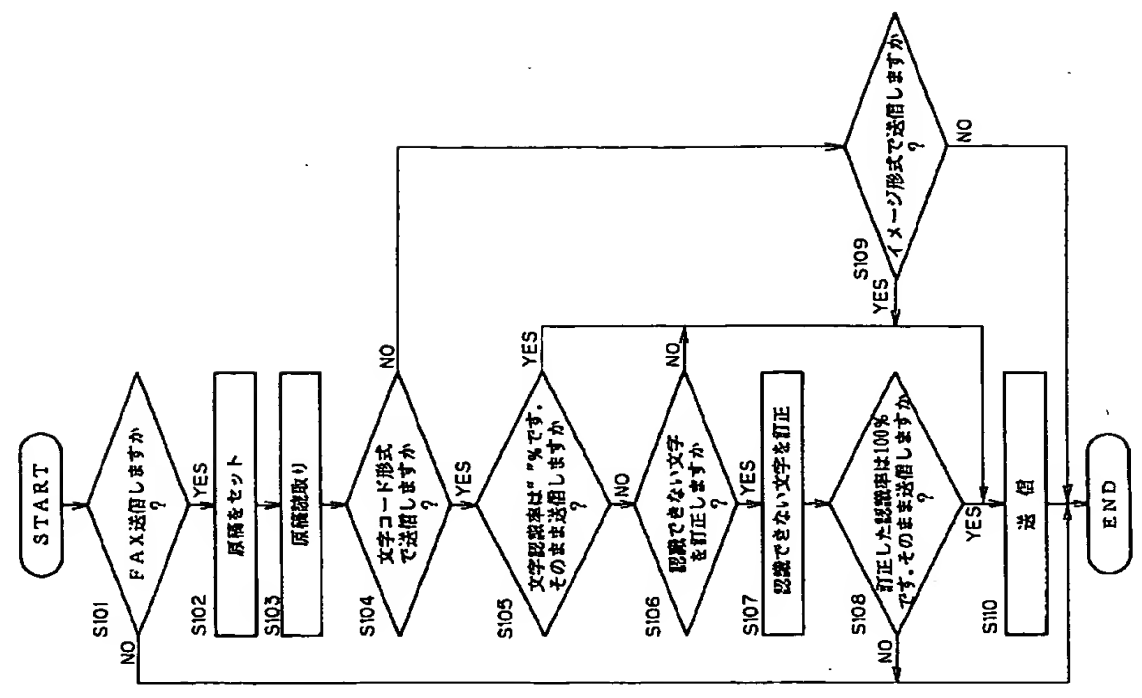 START
S101
FAX送信しますか
?
NO
YES
S102
原稿をセット
S103
原稿読取り
S104
文字コード形式
で送信しますか
?
NO
YES
S105
文字認識率は"  "%です.
そのまま送信しますか
?
YES
NO
S106
認識できない文字
を訂正しますか
?
NO
YES
S107
認識できない文字を訂正
S108
訂正した認識率は100%
です.そのまま送信しますか
?
NO
YES
S109
イメージ形式で送信しますか
?
YES
NO
S110
送 信
END